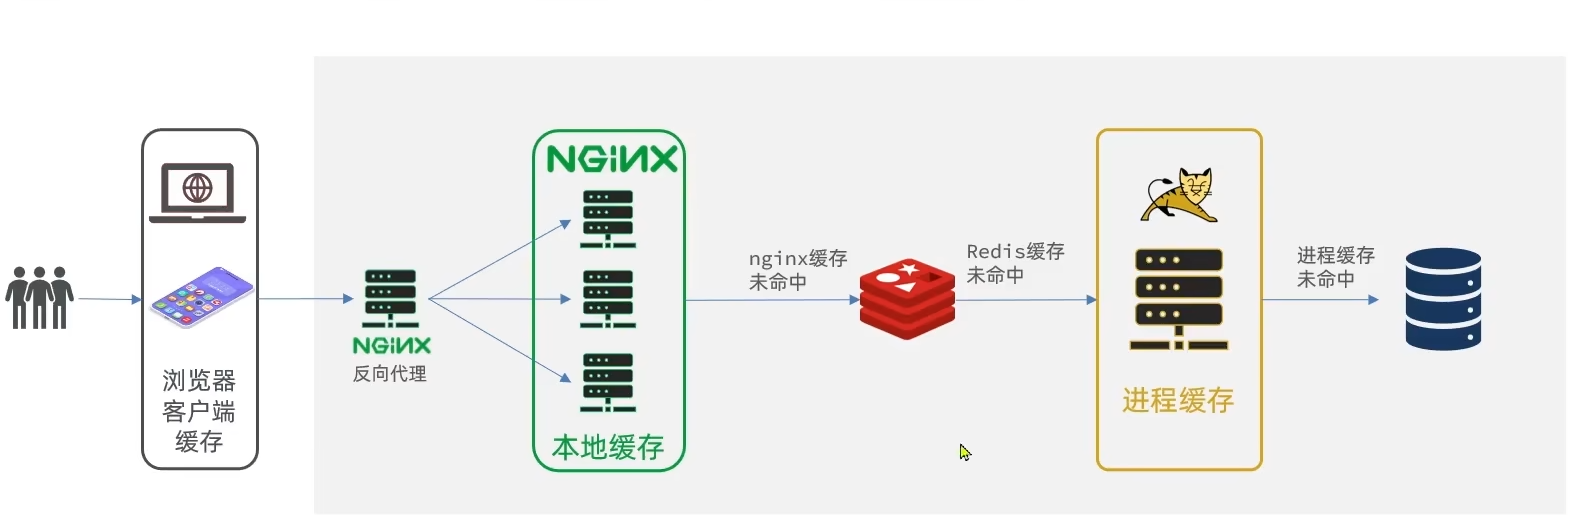 浏览器
客户端
缓存
NGINX
反向代理
NGINX
本地缓存
nginx缓存
未命中
Redis缓存
未命中
进程缓存
进程缓存
未命中